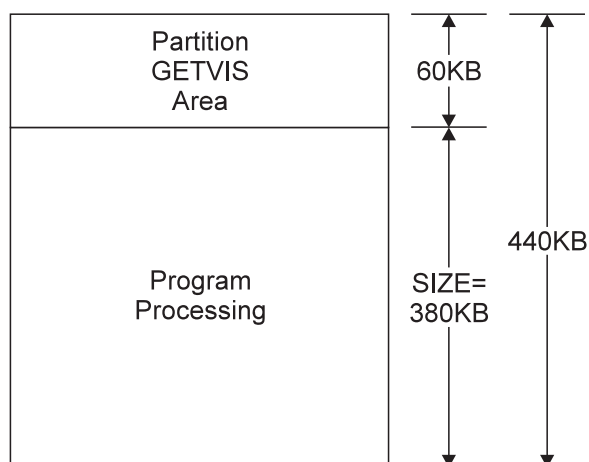 Partition
GETVIS
Area
60KB
440KB
Program
Processing
SIZE=
380KB